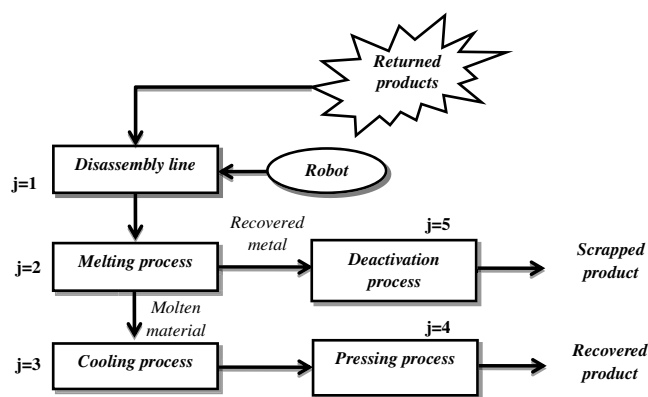 Returned
products
Disassembly line
Robot
j=1
Recovered
metal
j=5
j=2
Melting process
Deactivation
process
Scrapped
product
Molten
material
j=4
j=3
Cooling process
Pressing process
Recovered
product